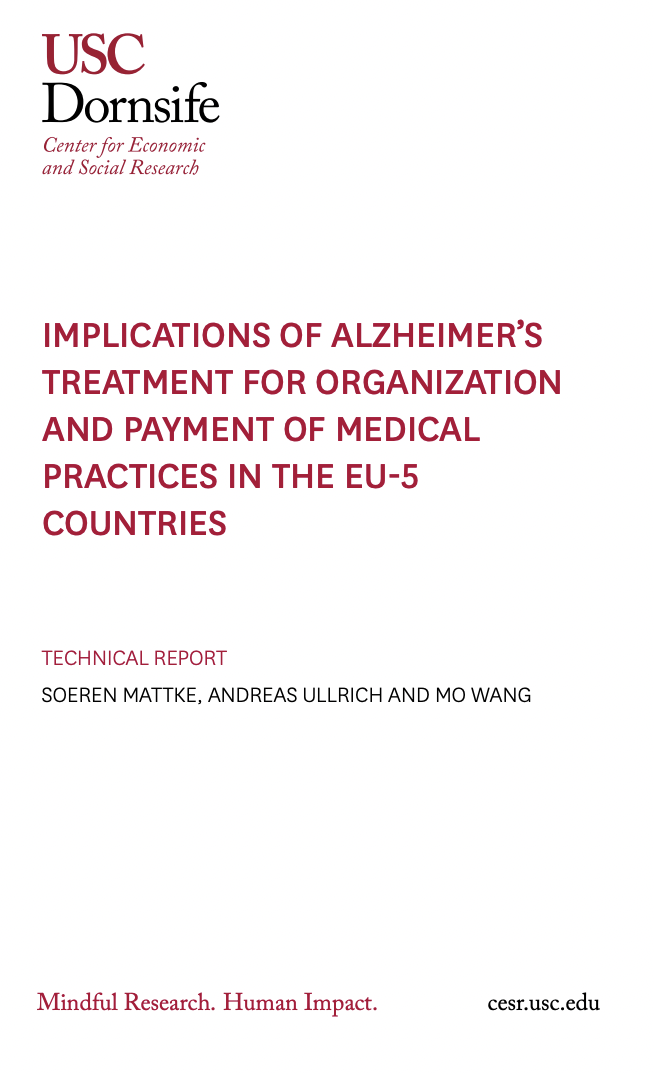 USC
Dornsife
Center for Economic
and Social Research
IMPLICATIONS OF ALZHEIMER’S
TREATMENT FOR ORGANIZATION
AND PAYMENT OF MEDICAL
PRACTICES IN THE EU-5
COUNTRIES
TECHNICAL REPORT
SOEREN MATTKE, ANDREAS ULLRICH AND MO WANG
Mindful Research. Human Impact.
cesr.usc.edu